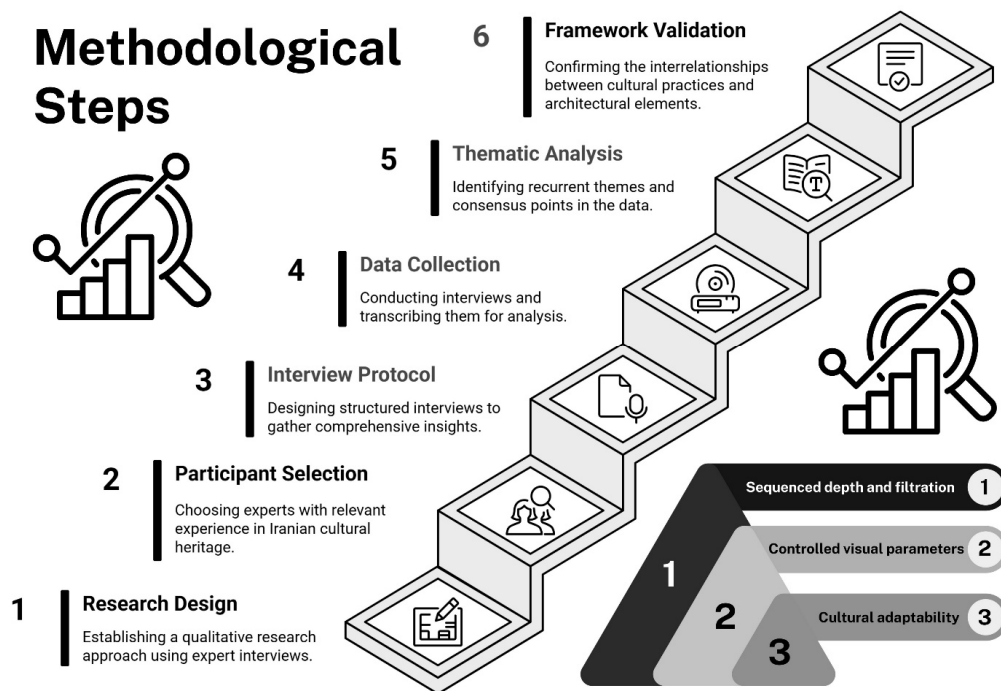 Methodological
Steps
6
Framework Validation
Confirming the interrelationships
between cultural practices and
architectural elements.
5
Thematic Analysis
Identifying recurrent themes and
consensus points in the data.
T
4
Data Collection
Conducting interviews and
transcribing them for analysis.
3
Interview Protocol
Designing structured interviews to
gather comprehensive insights.
2
Participant Selection
Choosing experts with relevant
experience in Iranian cultural
heritage.
1
Research Design
Establishing a qualitative research
approach using expert interviews.
Sequenced depth and filtration 1
Controlled visual parameters 2
Cultural adaptability 3
1
2
3